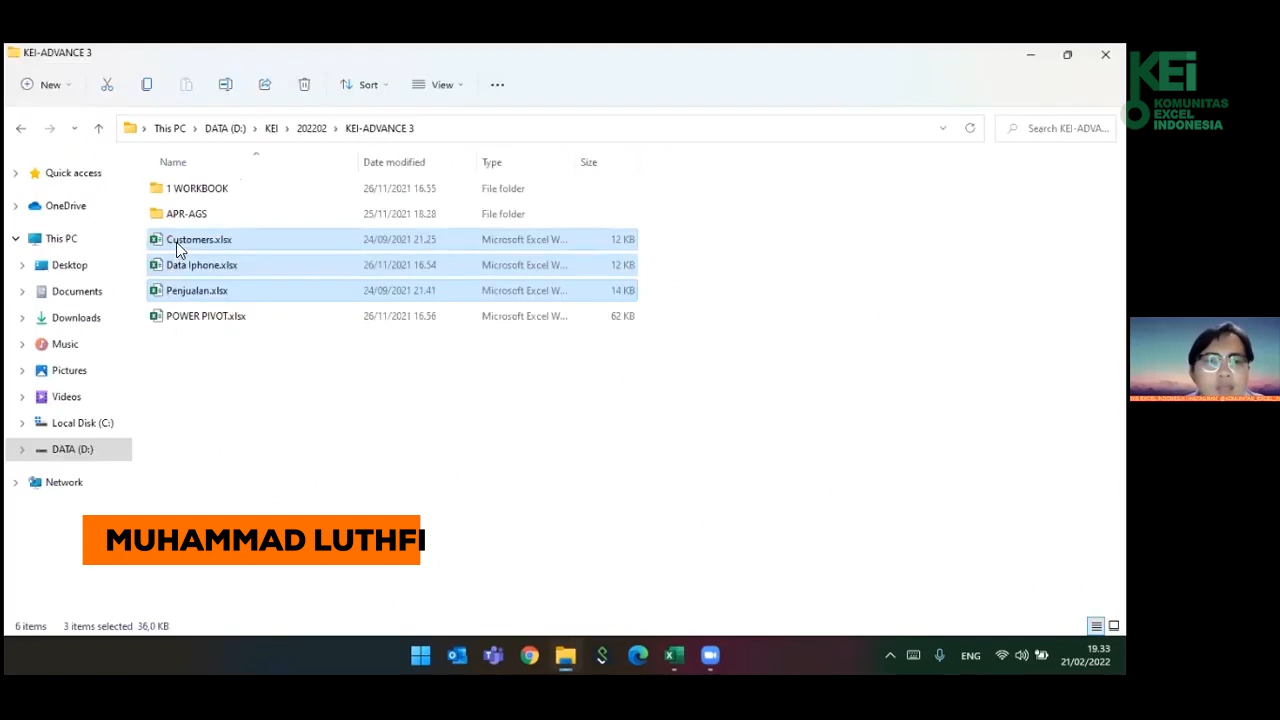 KEI-ADVANCE 3
New
Sort
View
KEi
KOMUNITAS
EXCEL
INDONESIA
This PC
DATA (D:)
KEI
202202
KEI-ADVANCE 3
Search KEI-ADVA...
Name
Date modified
Type
Size
Quick access
OneDrive
This PC
Desktop
Documents
Downloads
Music
Pictures
Videos
Local Disk (C:)
DATA (D:)
Network
1 WORKBOOK 26/11/2021 16.55 File folder
APR-AGS 25/11/2021 18.28 File folder
Customers.xlsx 24/09/2021 21.25 Microsoft Excel W... 12 KB
Data Iphone.xlsx 26/11/2021 16.54 Microsoft Excel W... 12 KB
Penjualan.xlsx 24/09/2021 21.41 Microsoft Excel W... 14 KB
POWER PIVOT.xlsx 26/11/2021 16.56 Microsoft Excel W... 62 KB
MUHAMMAD LUTHFI
6 items 3 items selected 36,0 KB
ENG
19.33
21/02/2022